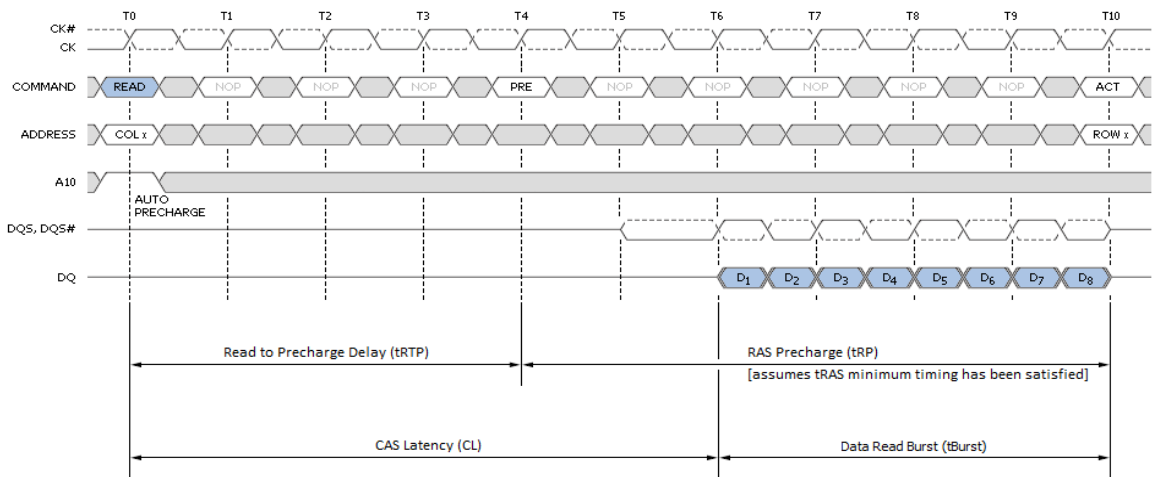 T0 T1 T2 T3 T4 T5 T6 T7 T8 T9 T10
CK#
CK
COMMAND READ NOP NOP NOP PRE NOP NOP NOP NOP NOP ACT
ADDRESS COL x ROW x
A10
AUTO
PRECHARGE
DQS, DQS#
DQ D1 D2 D3 D4 D5 D6 D7 D8
Read to Precharge Delay (tRTP) RAS Precharge (tRP)
[assumes tRAS minimum timing has been satisfied]
CAS Latency (CL) Data Read Burst (tBurst)